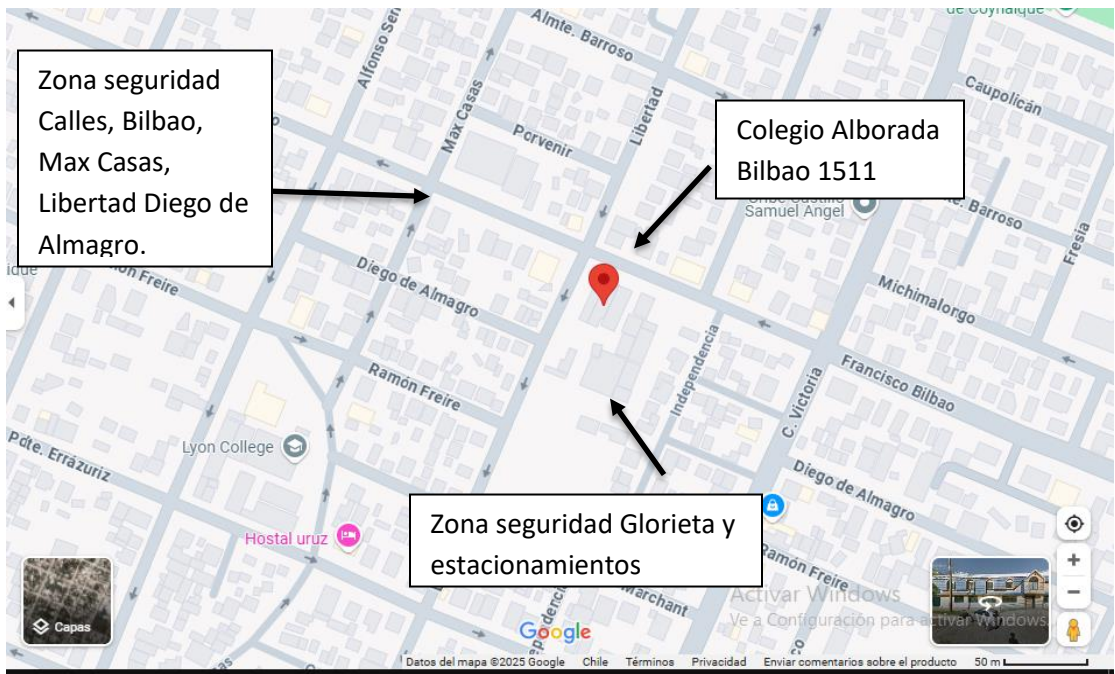 de Coyhaique
Almte. Barroso
Alfonso Ser
Zona seguridad
Calles, Bilbao,
Max Casas,
Libertad Diego de
Almagro.
Caupolicán
Max Casas
Libertad
Porvenir
Colegio Alborada
Bilbao 1511
Samuel Angel
Barroso
Fresia
Freire
Diego de Almagro
Michimalongo
Independencia
Ramón Freire
Francisco Bilbao
C. Victoria
Pdte. Errázuriz
Lyon College
Diego de Almagro
Zona seguridad Glorieta y
estacionamientos
Hostal uruz
Ramón Freire
Marchant
Activar Windows
Ve a Configuración para activar Windows.
Capas
Google
Datos del mapa ©2025 Google Chile Términos Privacidad Enviar comentarios sobre el producto 50 m